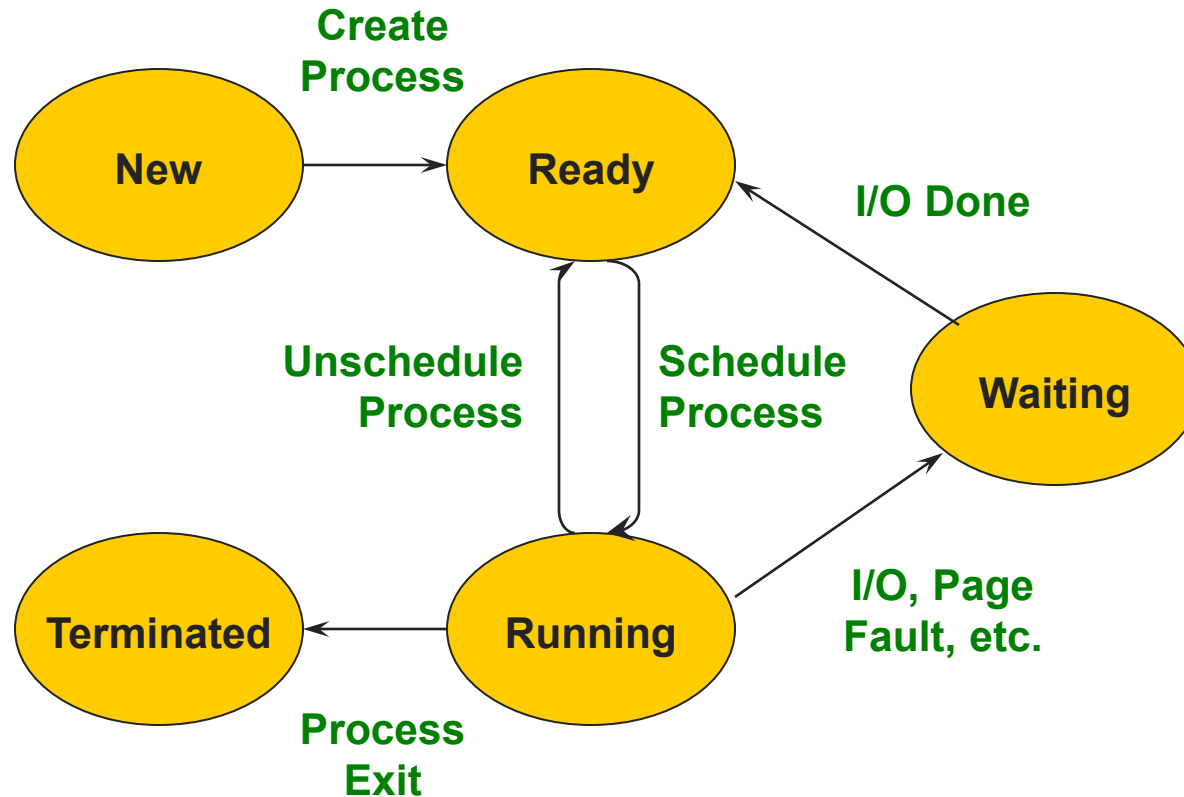 Create
Process
New
Ready
I/O Done
Unschedule
Process
Schedule
Process
Waiting
I/O, Page
Fault, etc.
Terminated
Running
Process
Exit